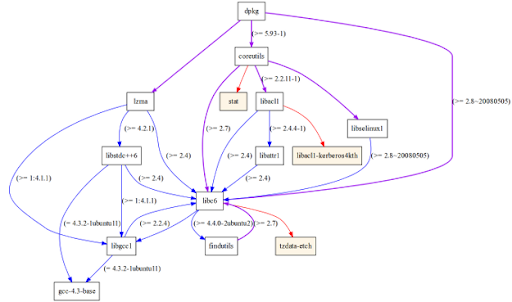 dpkg
(>= 5.93-1)
coreutils
(>= 2.2.11-1)
(>= 2.8~20080505)
lzma
stat
libacl1
(>= 4.2.1)
(>= 2.7)
(>= 2.4.4-1)
libselinux1
libstdc++6
(>= 2.4)
(>= 2.4)
libattr1
libacl1-kerberos4kth
(>= 2.8~20080505)
(>= 1:4.1.1)
(>= 2.4)
(>= 2.4)
(>= 1:4.1.1)
libc6
(= 4.3.2-1ubuntu11)
(>= 2.2.4)
(>= 4.4.0-2ubuntu2)
(>= 2.7)
libgcc1
findutils
tzdata-etch
(= 4.3.2-1ubuntu11)
gcc-4.3-base